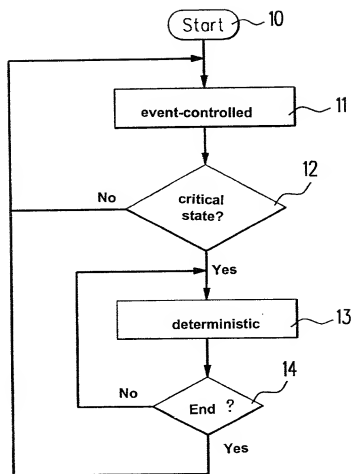 Start
10
event-controlled
11
12
No
critical
state?
Yes
deterministic
13
14
No
End ?
Yes